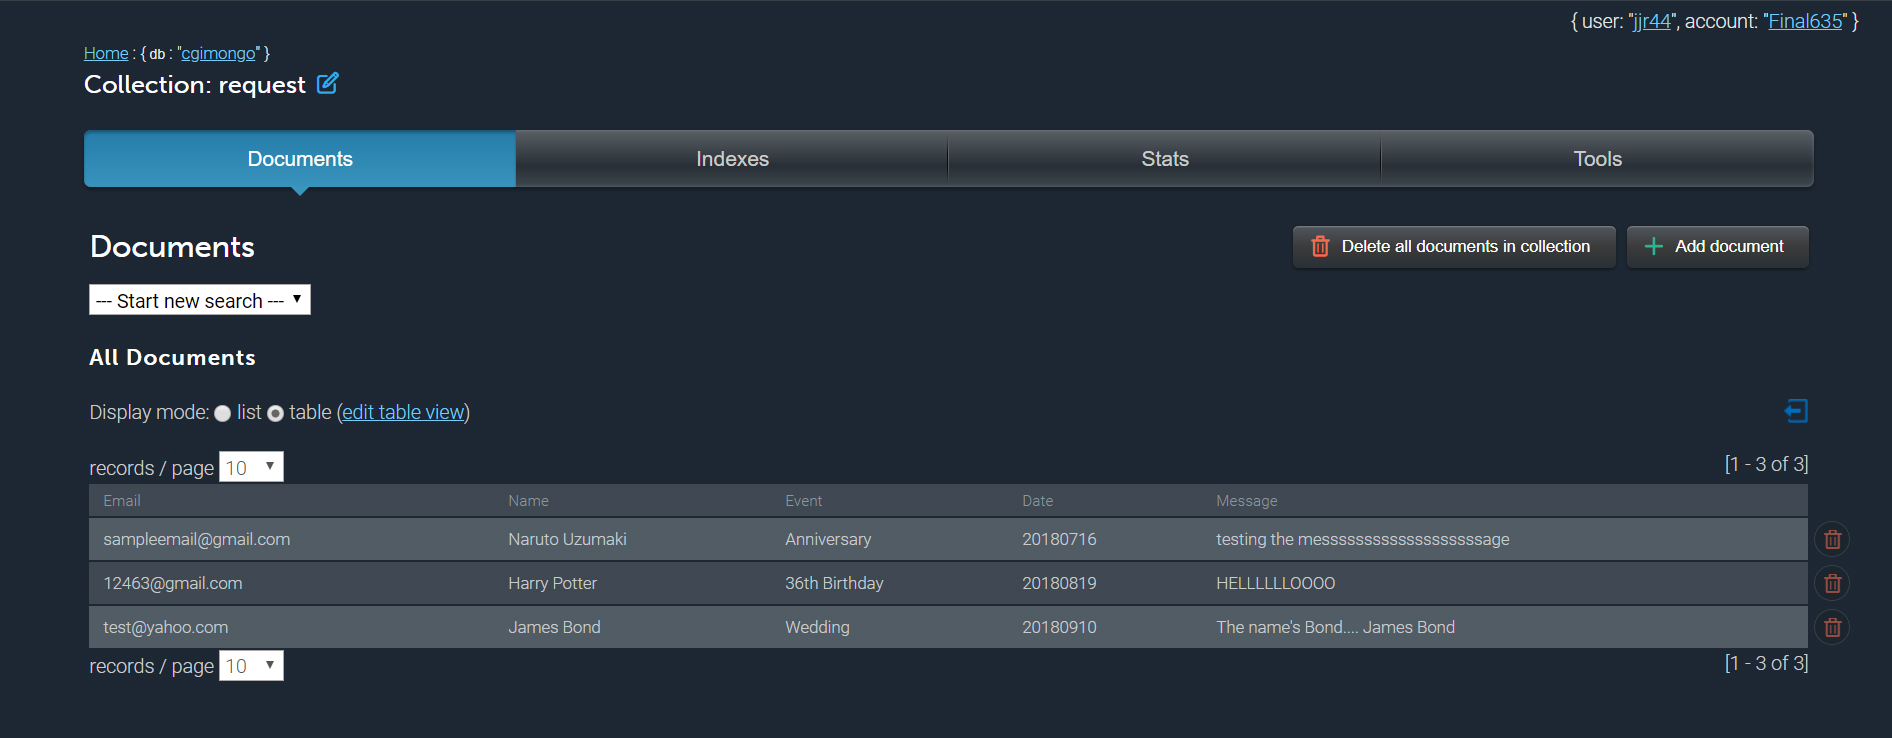 { user: "jjr44", account: "Final635" }
Home : { db : "cgimongo" }
Collection: request
Documents Indexes Stats Tools
Documents
Delete all documents in collection Add document
--- Start new search ---
All Documents
Display mode: list table (edit table view)
records / page 10 [1 - 3 of 3]
Email Name Event Date Message
sampleemail@gmail.com Naruto Uzumaki Anniversary 20180716 testing the messsssssssssssssssssssage
12463@gmail.com Harry Potter 36th Birthday 20180819 HELLLLLLOOOO
test@yahoo.com James Bond Wedding 20180910 The name's Bond.... James Bond
records / page 10 [1 - 3 of 3]